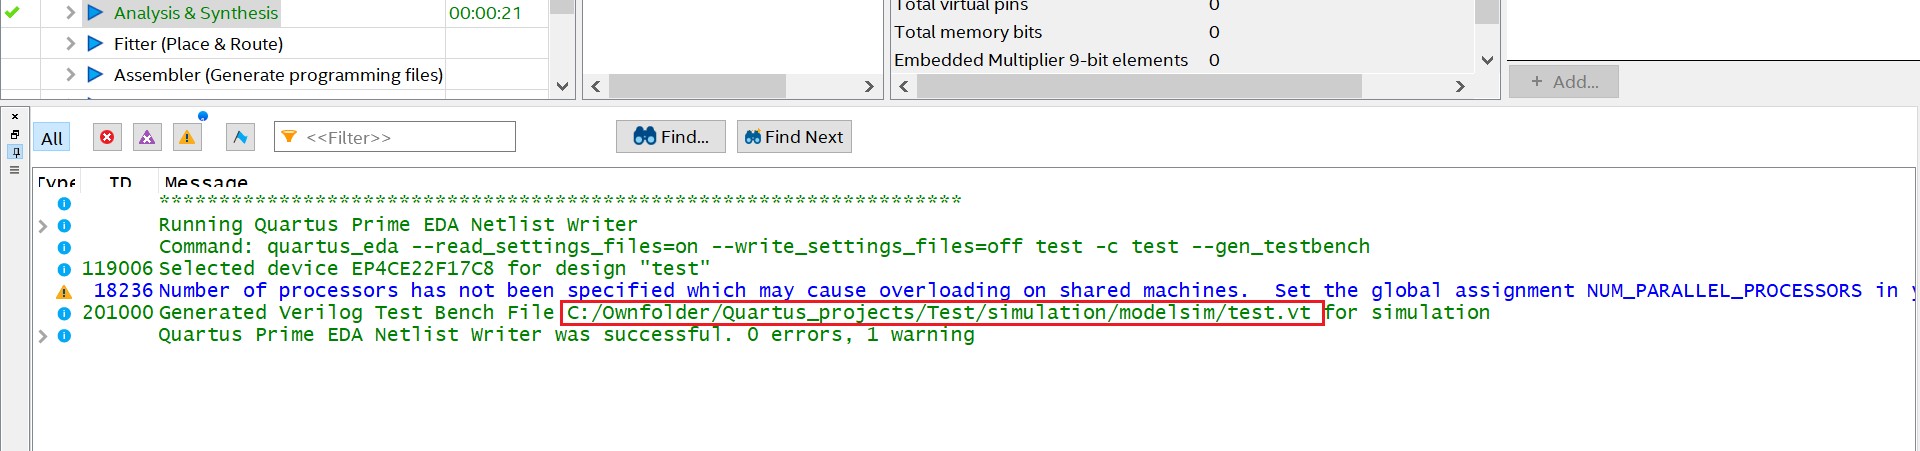 Analysis & Synthesis 00:00:21
Fitter (Place & Route)
Assembler (Generate programming files)
Total virtual pins 0
Total memory bits 0
Embedded Multiplier 9-bit elements 0
+ Add...
All <<Filter>> Find... Find Next
Type ID Message
*******************************************************************
Running Quartus Prime EDA Netlist Writer
Command: quartus_eda --read_settings_files=on --write_settings_files=off test -c test --gen_testbench
119006 Selected device EP4CE22F17C8 for design "test"
18236 Number of processors has not been specified which may cause overloading on shared machines.  Set the global assignment NUM_PARALLEL_PROCESSORS in
201000 Generated Verilog Test Bench File C:/Ownfolder/Quartus_projects/Test/simulation/modelsim/test.vt for simulation
Quartus Prime EDA Netlist Writer was successful. 0 errors, 1 warning